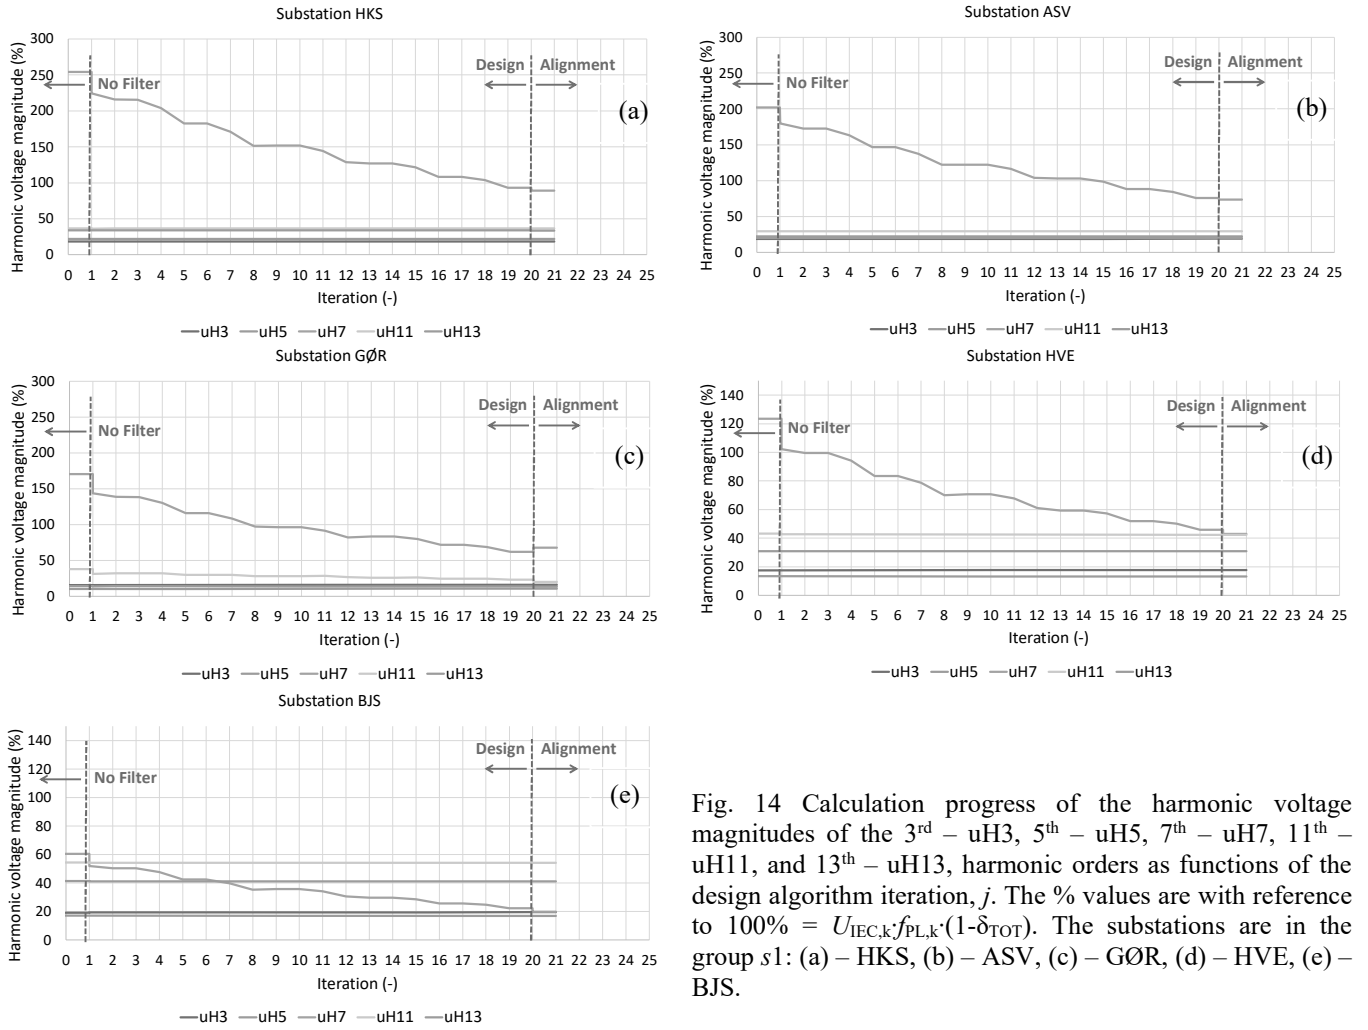 Substation HKS
Harmonic voltage magnitude (%)
300
250
200
150
100
50
0
No Filter
Design
Alignment
(a)
0 1 2 3 4 5 6 7 8 9 10 11 12 13 14 15 16 17 18 19 20 21 22 23 24 25
Iteration (-)
uH3 uH5 uH7 uH11 uH13
Substation ASV
Harmonic voltage magnitude (%)
300
250
200
150
100
50
0
No Filter
Design
Alignment
(b)
0 1 2 3 4 5 6 7 8 9 10 11 12 13 14 15 16 17 18 19 20 21 22 23 24 25
Iteration (-)
uH3 uH5 uH7 uH11 uH13
Substation GØR
Harmonic voltage magnitude (%)
300
250
200
150
100
50
0
No Filter
Design
Alignment
(c)
0 1 2 3 4 5 6 7 8 9 10 11 12 13 14 15 16 17 18 19 20 21 22 23 24 25
Iteration (-)
uH3 uH5 uH7 uH11 uH13
Substation HVE
Harmonic voltage magnitude (%)
140
120
100
80
60
40
20
0
No Filter
Design
Alignment
(d)
0 1 2 3 4 5 6 7 8 9 10 11 12 13 14 15 16 17 18 19 20 21 22 23 24 25
Iteration (-)
uH3 uH5 uH7 uH11 uH13
Substation BJS
Harmonic voltage magnitude (%)
140
120
100
80
60
40
20
0
No Filter
Design
Alignment
(e)
0 1 2 3 4 5 6 7 8 9 10 11 12 13 14 15 16 17 18 19 20 21 22 23 24 25
Iteration (-)
uH3 uH5 uH7 uH11 uH13
Fig. 14 Calculation progress of the harmonic voltage
magnitudes of the 3rd – uH3, 5th – uH5, 7th – uH7, 11th –
uH11, and 13th – uH13, harmonic orders as functions of the
design algorithm iteration, j. The % values are with reference
to 100% = UIEC,k·fPL,k·(1-δTOT). The substations are in the
group s1: (a) – HKS, (b) – ASV, (c) – GØR, (d) – HVE, (e) –
BJS.